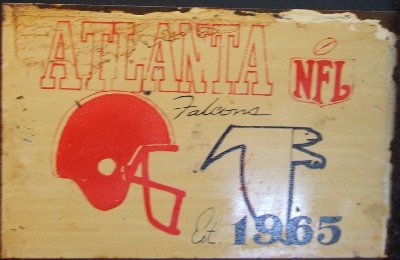 ATLANTA
NFL
Falcons
Est. 1965